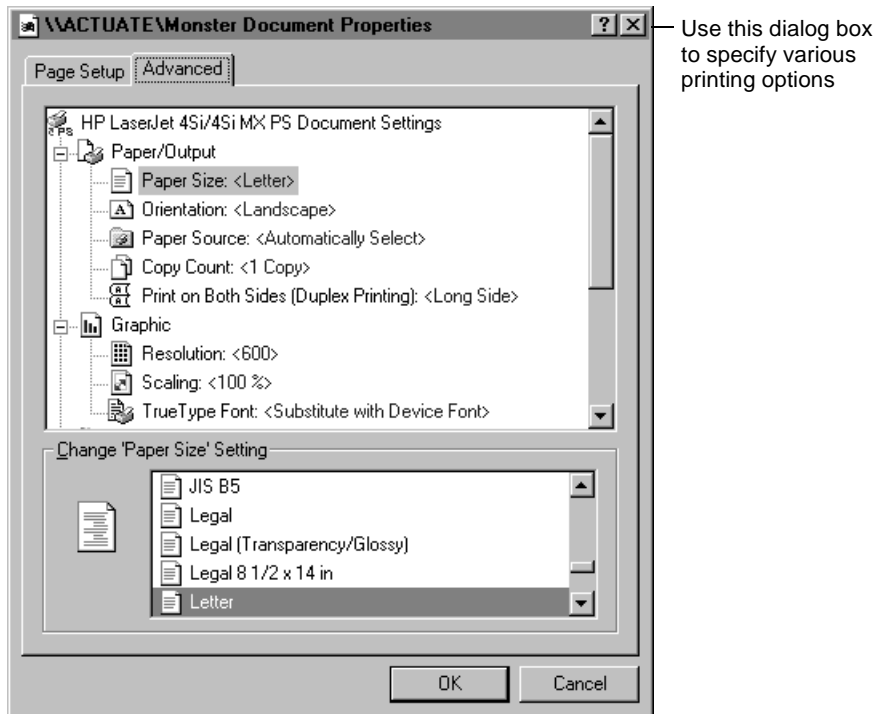 \\ACTUATE\Monster Document Properties
Use this dialog box
to specify various
printing options
Page Setup
Advanced
HP LaserJet 4Si/4Si MX PS Document Settings
Paper/Output
Paper Size: <Letter>
Orientation: <Landscape>
Paper Source: <Automatically Select>
Copy Count: <1 Copy>
Print on Both Sides (Duplex Printing): <Long Side>
Graphic
Resolution: <600>
Scaling: <100 %>
TrueType Font: <Substitute with Device Font>
Change 'Paper Size' Setting
JIS B5
Legal
Legal (Transparency/Glossy)
Legal 8 1/2 x 14 in
Letter
OK
Cancel